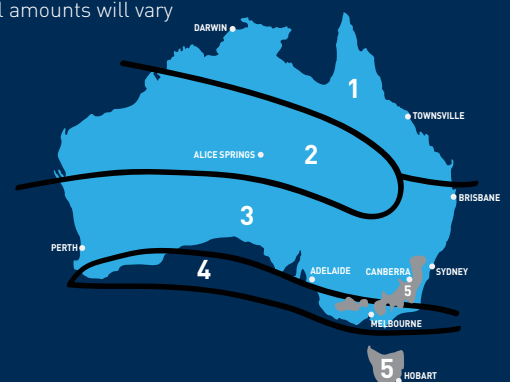 l amounts will vary
DARWIN
1
TOWNSVILLE
ALICE SPRINGS
2
BRISBANE
3
PERTH
4
ADELAIDE
CANBERRA
SYDNEY
5
MELBOURNE
5
HOBART